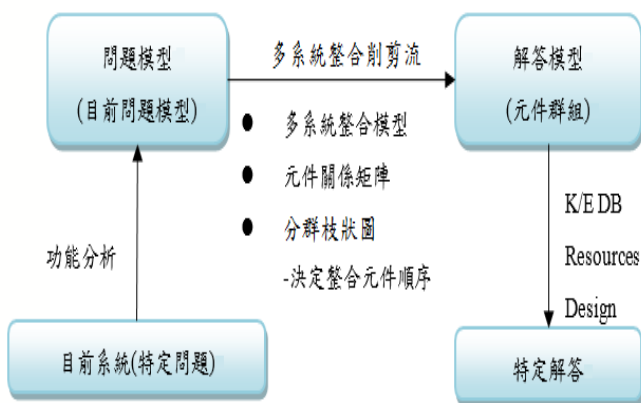 問題模型
(目前問題模型)
多系統整合削剪流
解答模型
(元件群組)
● 多系統整合模型
● 元件關係矩陣
● 分群枝狀圖
-決定整合元件順序
功能分析
K/E DB
Resources
Design
目前系統(特定問題)
特定解答